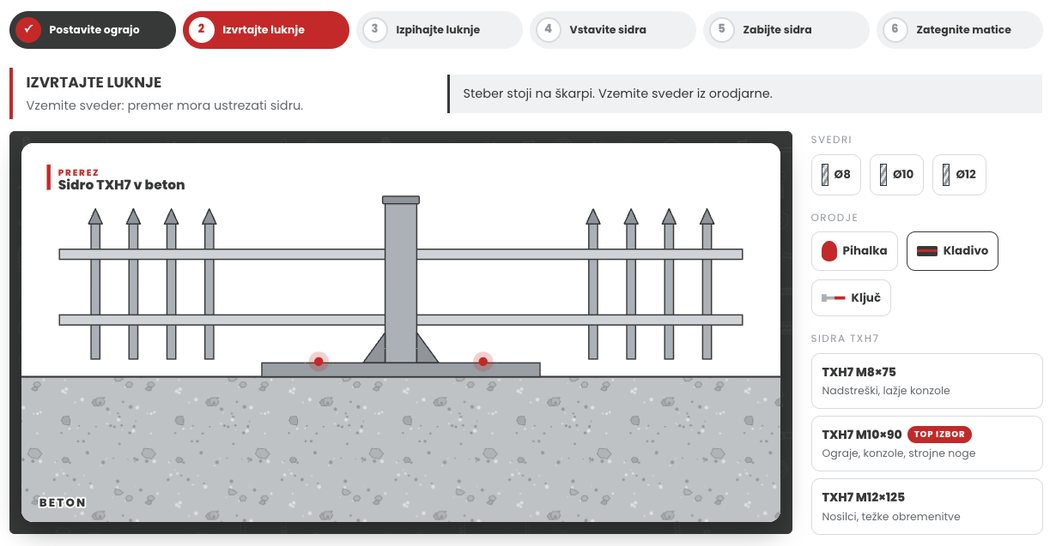 ✓ Postavite ograjo
2 Izvrtajte luknje
3 Izpihajte luknje
4 Vstavite sidra
5 Zabijte sidra
6 Zategnite matice
IZVRTAJTE LUKNJE
Vzemite sveder: premer mora ustrezati sidru.
Steber stoji na škarpi. Vzemite sveder iz orodjarne.
PREREZ
Sidro TXH7 v beton
BETON
SVEDRI
Ø8
Ø10
Ø12
ORODJE
Pihalka
Kladivo
Ključ
SIDRA TXH7
TXH7 M8×75
Nadstreški, lažje konzole
TXH7 M10×90 TOP IZBOR
Ograje, konzole, strojne noge
TXH7 M12×125
Nosilci, težke obremenitve